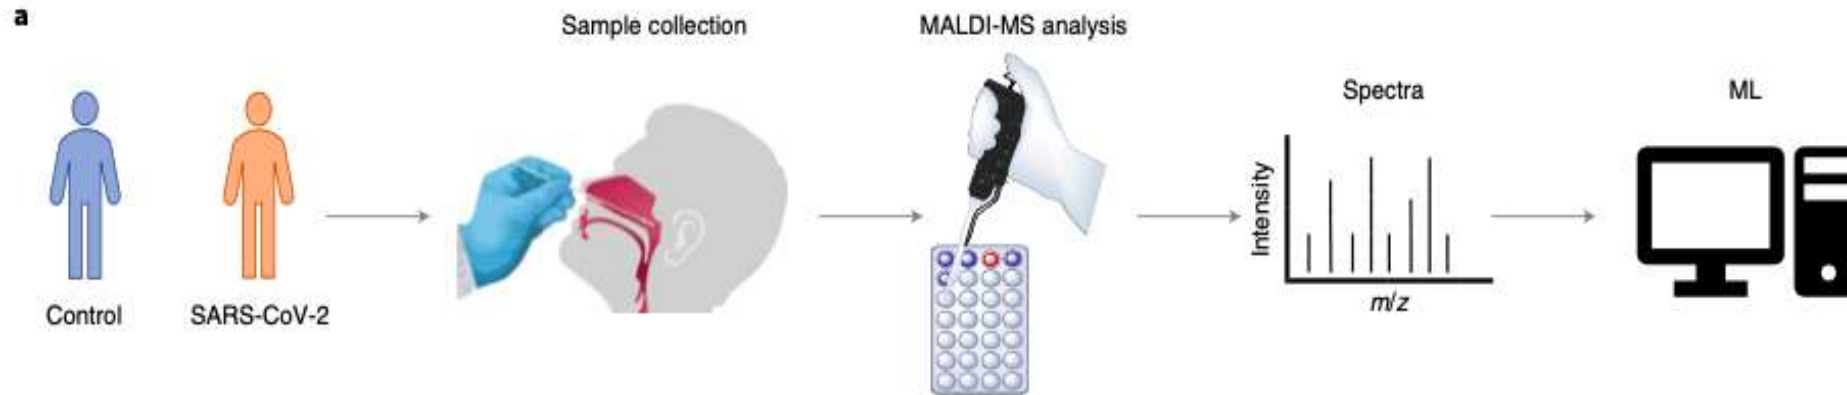 a
Sample collection
MALDI-MS analysis
Spectra
ML
Intensity
m/z
Control
SARS-CoV-2